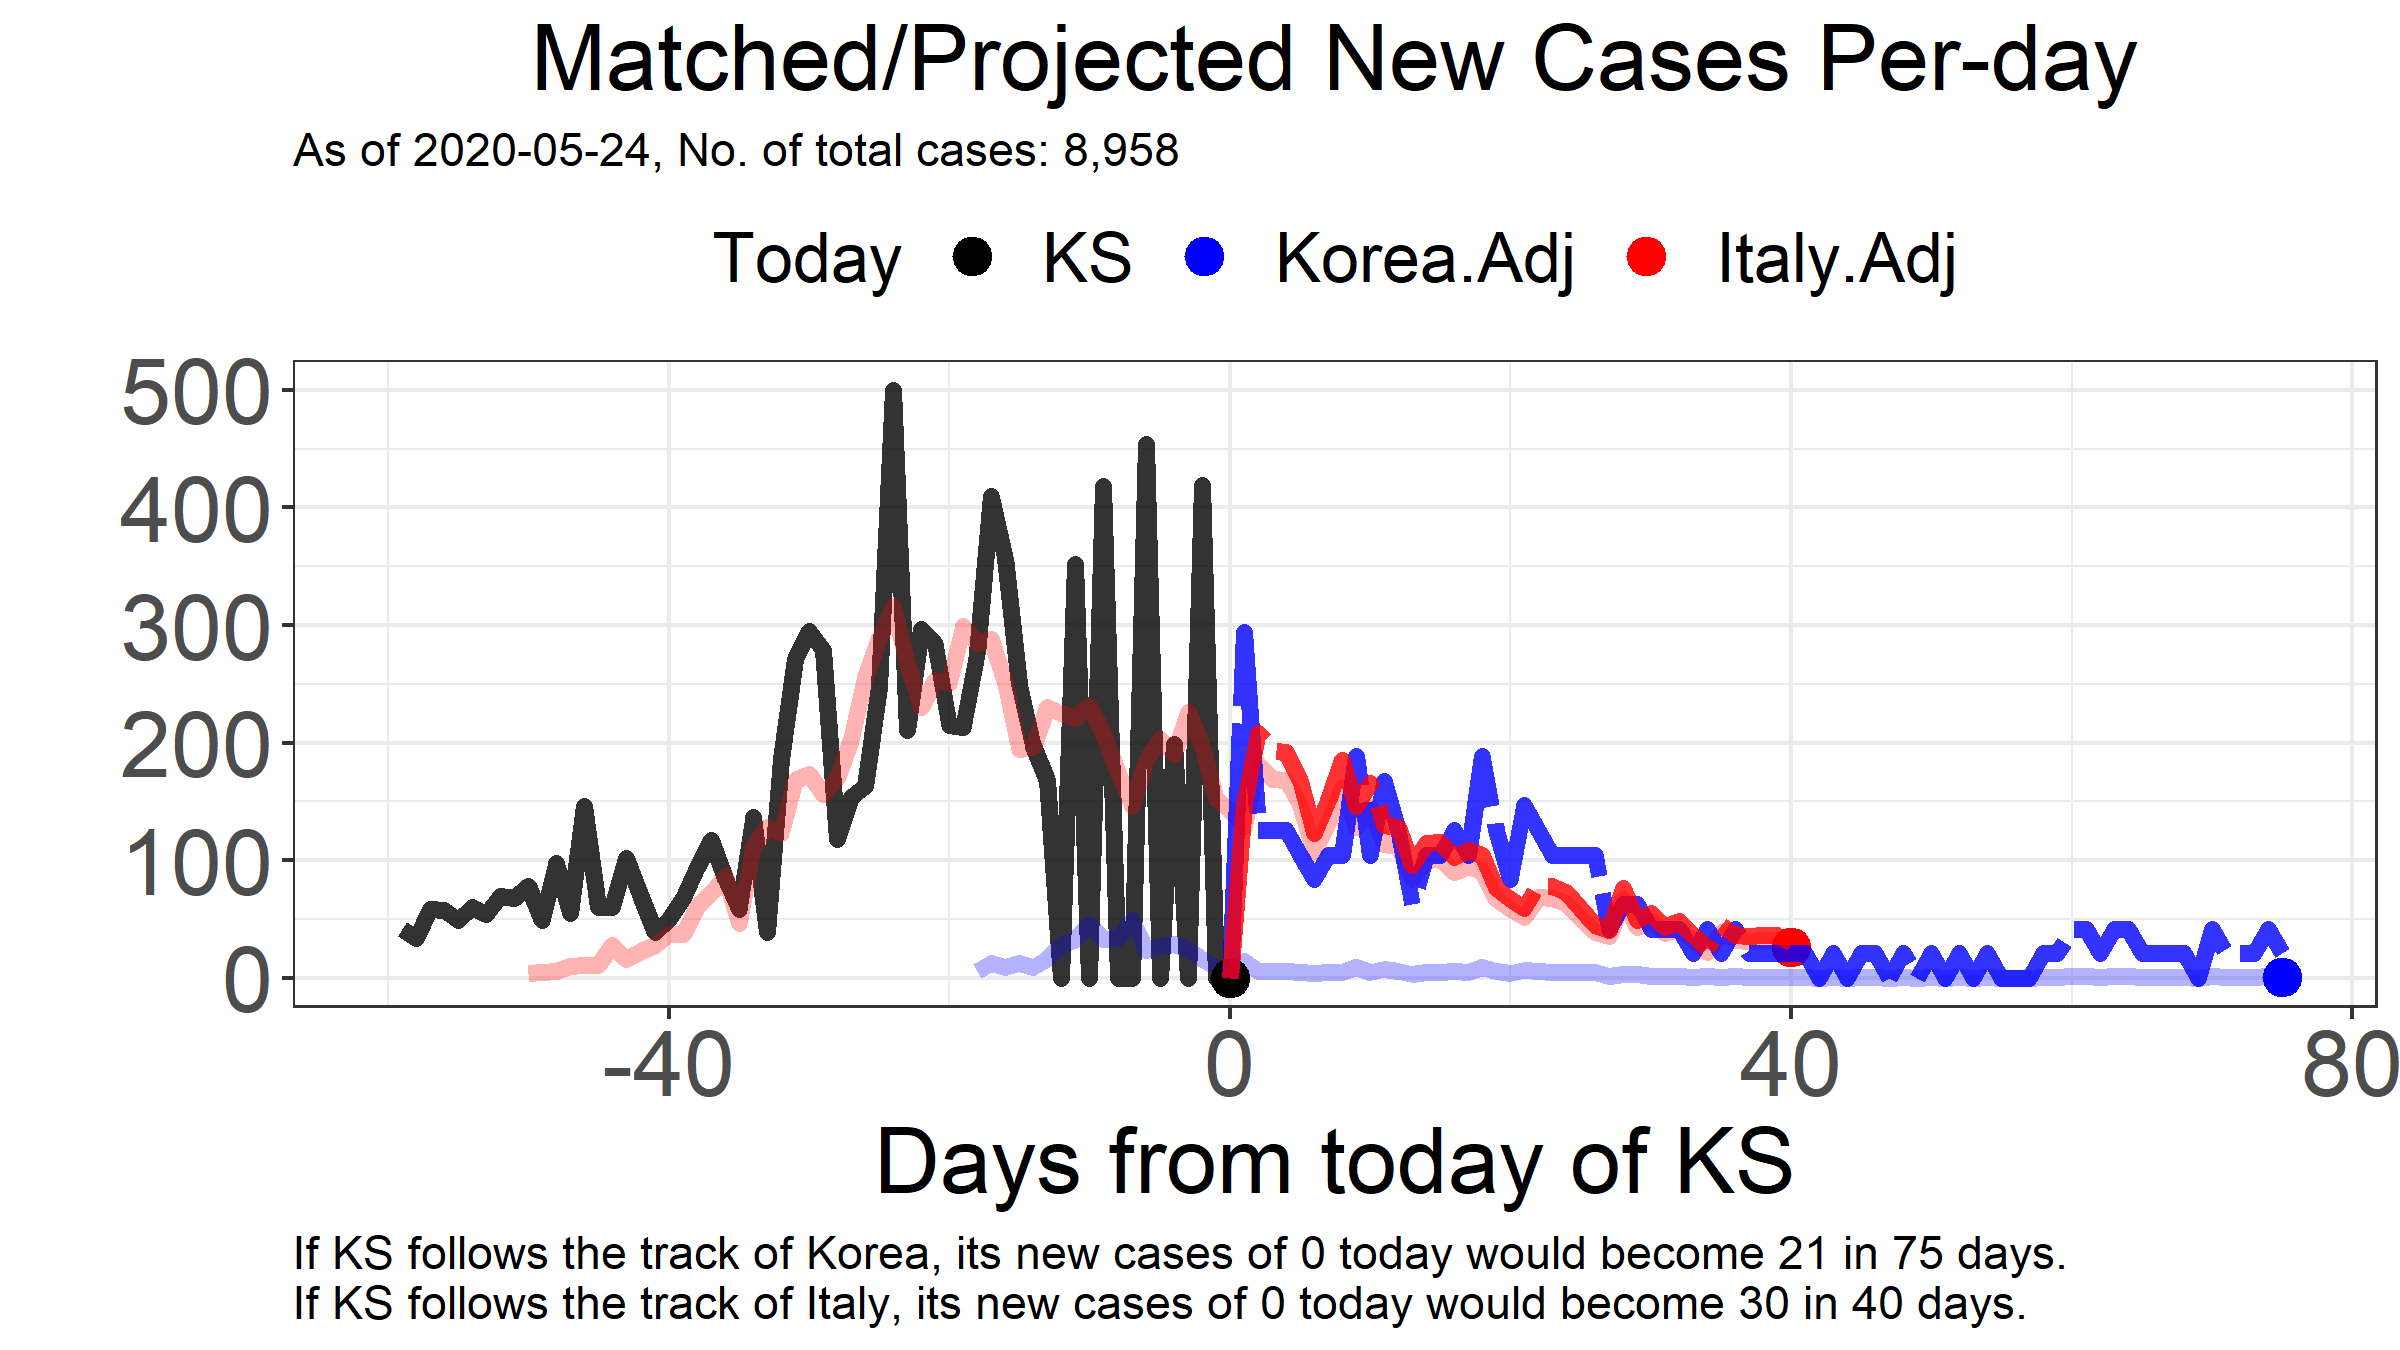 Matched/Projected New Cases Per-day
As of 2020-05-24, No. of total cases: 8,958
Today KS Korea.Adj Italy.Adj
500
400
300
200
100
0
-40 0 40 80
Days from today of KS
If KS follows the track of Korea, its new cases of 0 today would become 21 in 75 days.
If KS follows the track of Italy, its new cases of 0 today would become 30 in 40 days.